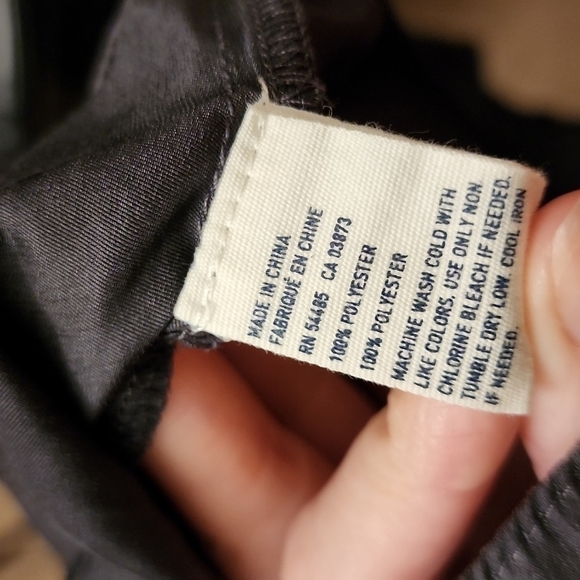 MADE IN CHINA
FABRIQUÉ EN CHINE
RN 54485 CA 03873
100% POLYESTER
100% POLYESTER
MACHINE WASH COLD WITH
LIKE COLORS, USE ONLY NON
CHLORINE BLEACH IF NEEDED.
TUMBLE DRY LOW. COOL IRON
IF NEEDED.